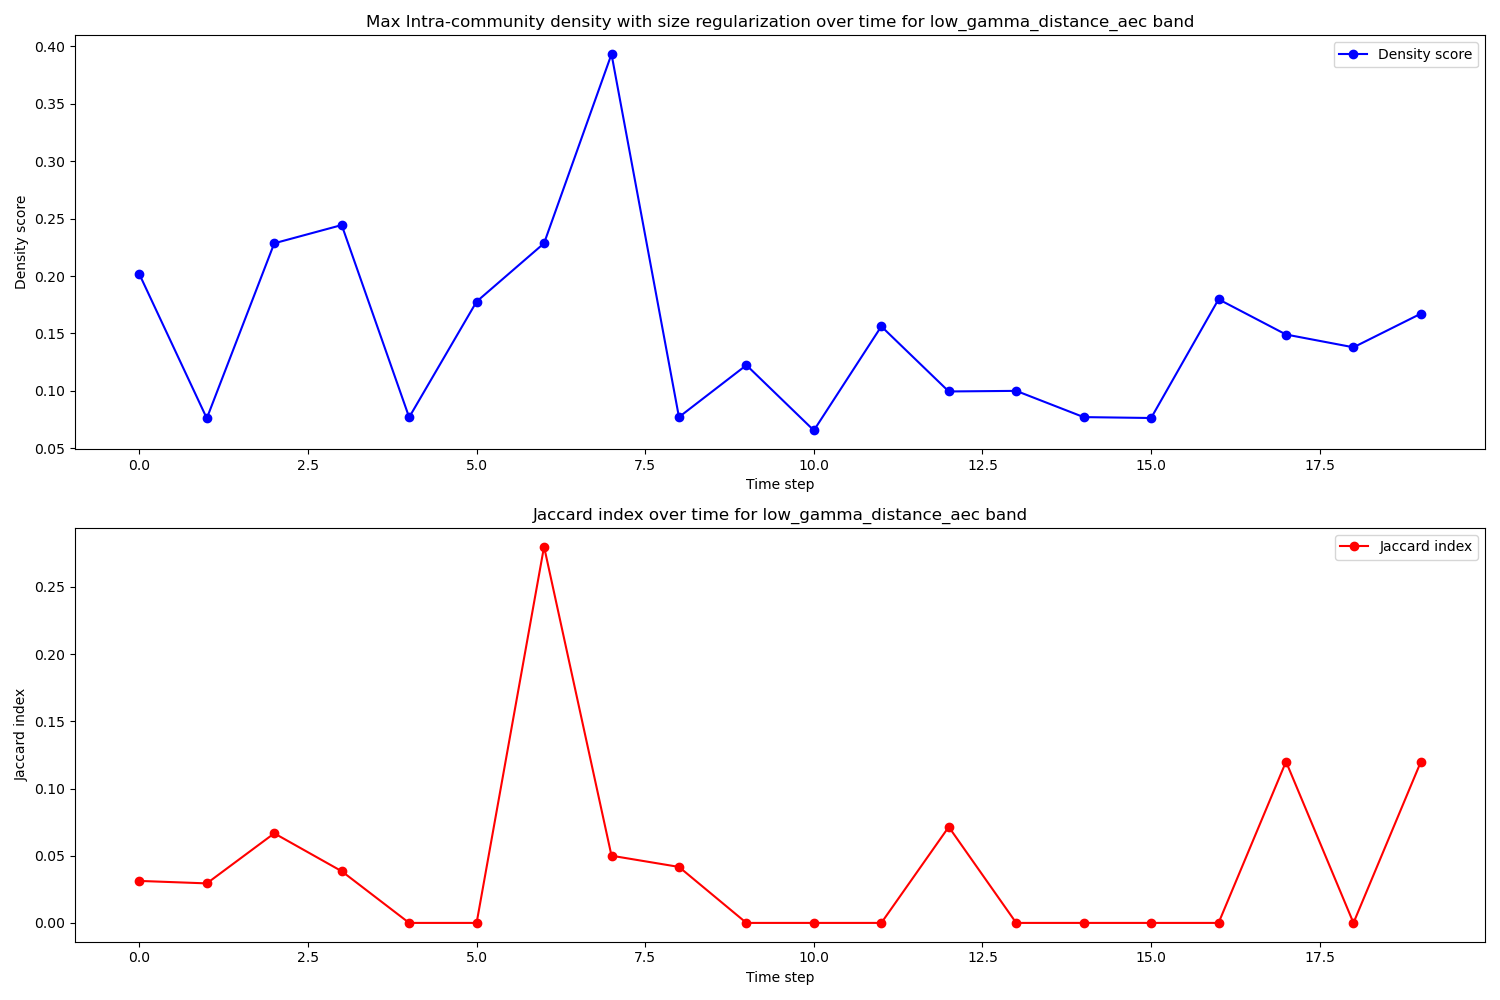 Max Intra-community density with size regularization over time for low_gamma_distance_aec band
Density score
0.40
0.35
0.30
0.25
0.20
0.15
0.10
0.05
Density score
0.0 2.5 5.0 7.5 10.0 12.5 15.0 17.5
Time step
Jaccard index over time for low_gamma_distance_aec band
Jaccard index
0.25
0.20
0.15
0.10
0.05
0.00
Jaccard index
0.0 2.5 5.0 7.5 10.0 12.5 15.0 17.5
Time step